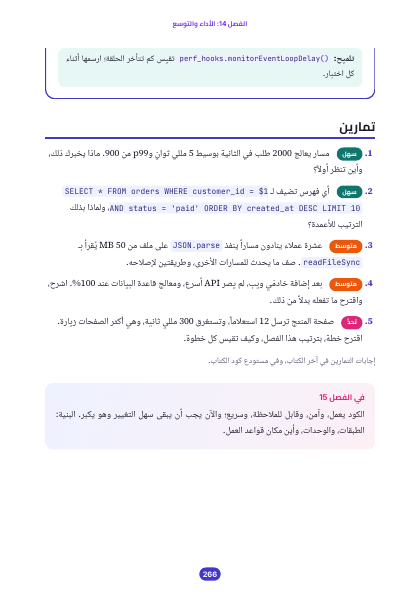 الفصل 14: الأداء والتوسع
تلميح: perf_hooks.monitorEventLoopDelay() تقيس كم تتأخر الحلقة؛ ارسمها أثناء
كل اختبار.
تمارين
1. سهل مسار يعالج 2000 طلب في الثانية بوسيط 5 مللي ثوانٍ وp99 من 900. ماذا يخبرك ذلك،
وأين تنظر أولاً؟
2. سهل أي فهرس تضيف لـ SELECT * FROM orders WHERE customer_id = $1
AND status = 'paid' ORDER BY created_at DESC LIMIT 10، ولماذا بذلك
الترتيب للأعمدة؟
3. متوسط عشرة عملاء ينادون مساراً ينفذ JSON.parse على ملف من 50 MB يُقرأ بـ
readFileSync. صف ما يحدث للمسارات الأخرى، وطريقتين لإصلاحه.
4. متوسط بعد إضافة خادمَي ويب، لم يصِر API أسرع، ومعالج قاعدة البيانات عند 100%. اشرح،
واقترح ما تفعله بدلاً من ذلك.
5. تحدٍّ صفحة المنتج ترسل 12 استعلاماً، وتستغرق 300 مللي ثانية، وهي أكثر الصفحات زيارة.
اقترح خطة، بترتيب هذا الفصل، وكيف تقيس كل خطوة.
إجابات التمارين في آخر الكتاب، وفي مستودع كود الكتاب.
في الفصل 15
الكود يعمل، وآمن، وقابل للملاحظة، وسريع؛ والآن يجب أن يبقى سهل التغيير وهو يكبر. البنية:
الطبقات، والوحدات، وأين مكان قواعد العمل.
266